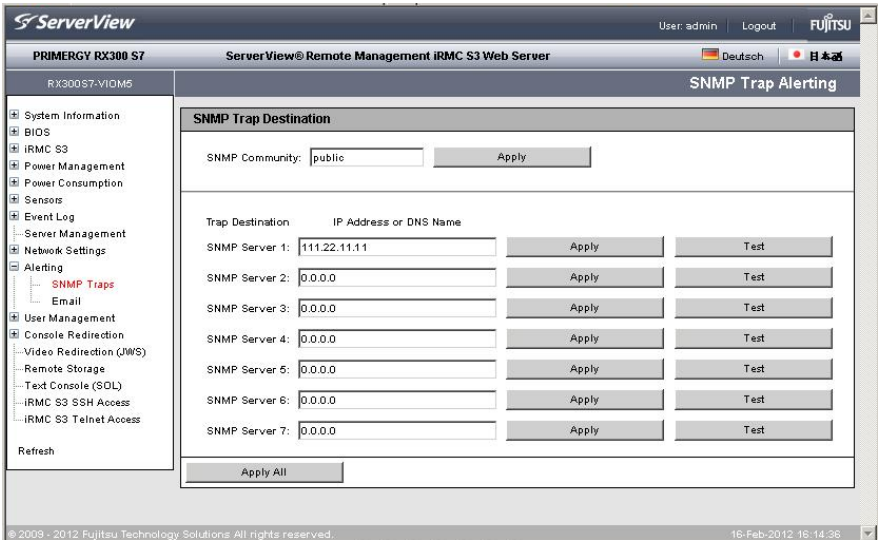 ServerView
User: admin Logout FUJITSU
PRIMERGY RX300 S7 ServerView® Remote Management iRMC S3 Web Server Deutsch 日本語
RX300S7-VIOM5 SNMP Trap Alerting
System Information
BIOS
iRMC S3
Power Management
Power Consumption
Sensors
Event Log
Server Management
Network Settings
Alerting
SNMP Traps
Email
User Management
Console Redirection
Video Redirection (JWS)
Remote Storage
Text Console (SOL)
iRMC S3 SSH Access
iRMC S3 Telnet Access
Refresh
SNMP Trap Destination
SNMP Community: public Apply
Trap Destination IP Address or DNS Name
SNMP Server 1: 111.22.11.11 Apply Test
SNMP Server 2: 0.0.0.0 Apply Test
SNMP Server 3: 0.0.0.0 Apply Test
SNMP Server 4: 0.0.0.0 Apply Test
SNMP Server 5: 0.0.0.0 Apply Test
SNMP Server 6: 0.0.0.0 Apply Test
SNMP Server 7: 0.0.0.0 Apply Test
Apply All
© 2009 - 2012 Fujitsu Technology Solutions All rights reserved. 16-Feb-2012 16:14:36